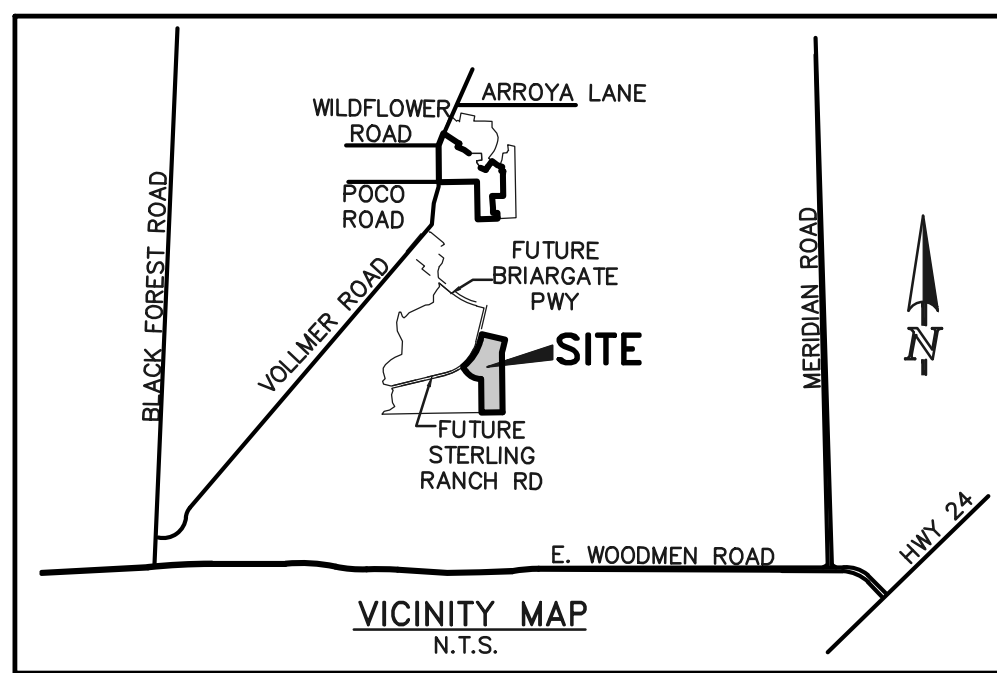 ARROYA LANE
WILDFLOWER
ROAD
POCO
ROAD
BLACK FOREST ROAD
VOLLMER ROAD
FUTURE
BRIARGATE
PWY
SITE
MERIDIAN ROAD
N
FUTURE
STERLING
RANCH RD
HWY 24
E. WOODMEN ROAD
VICINITY MAP
N.T.S.